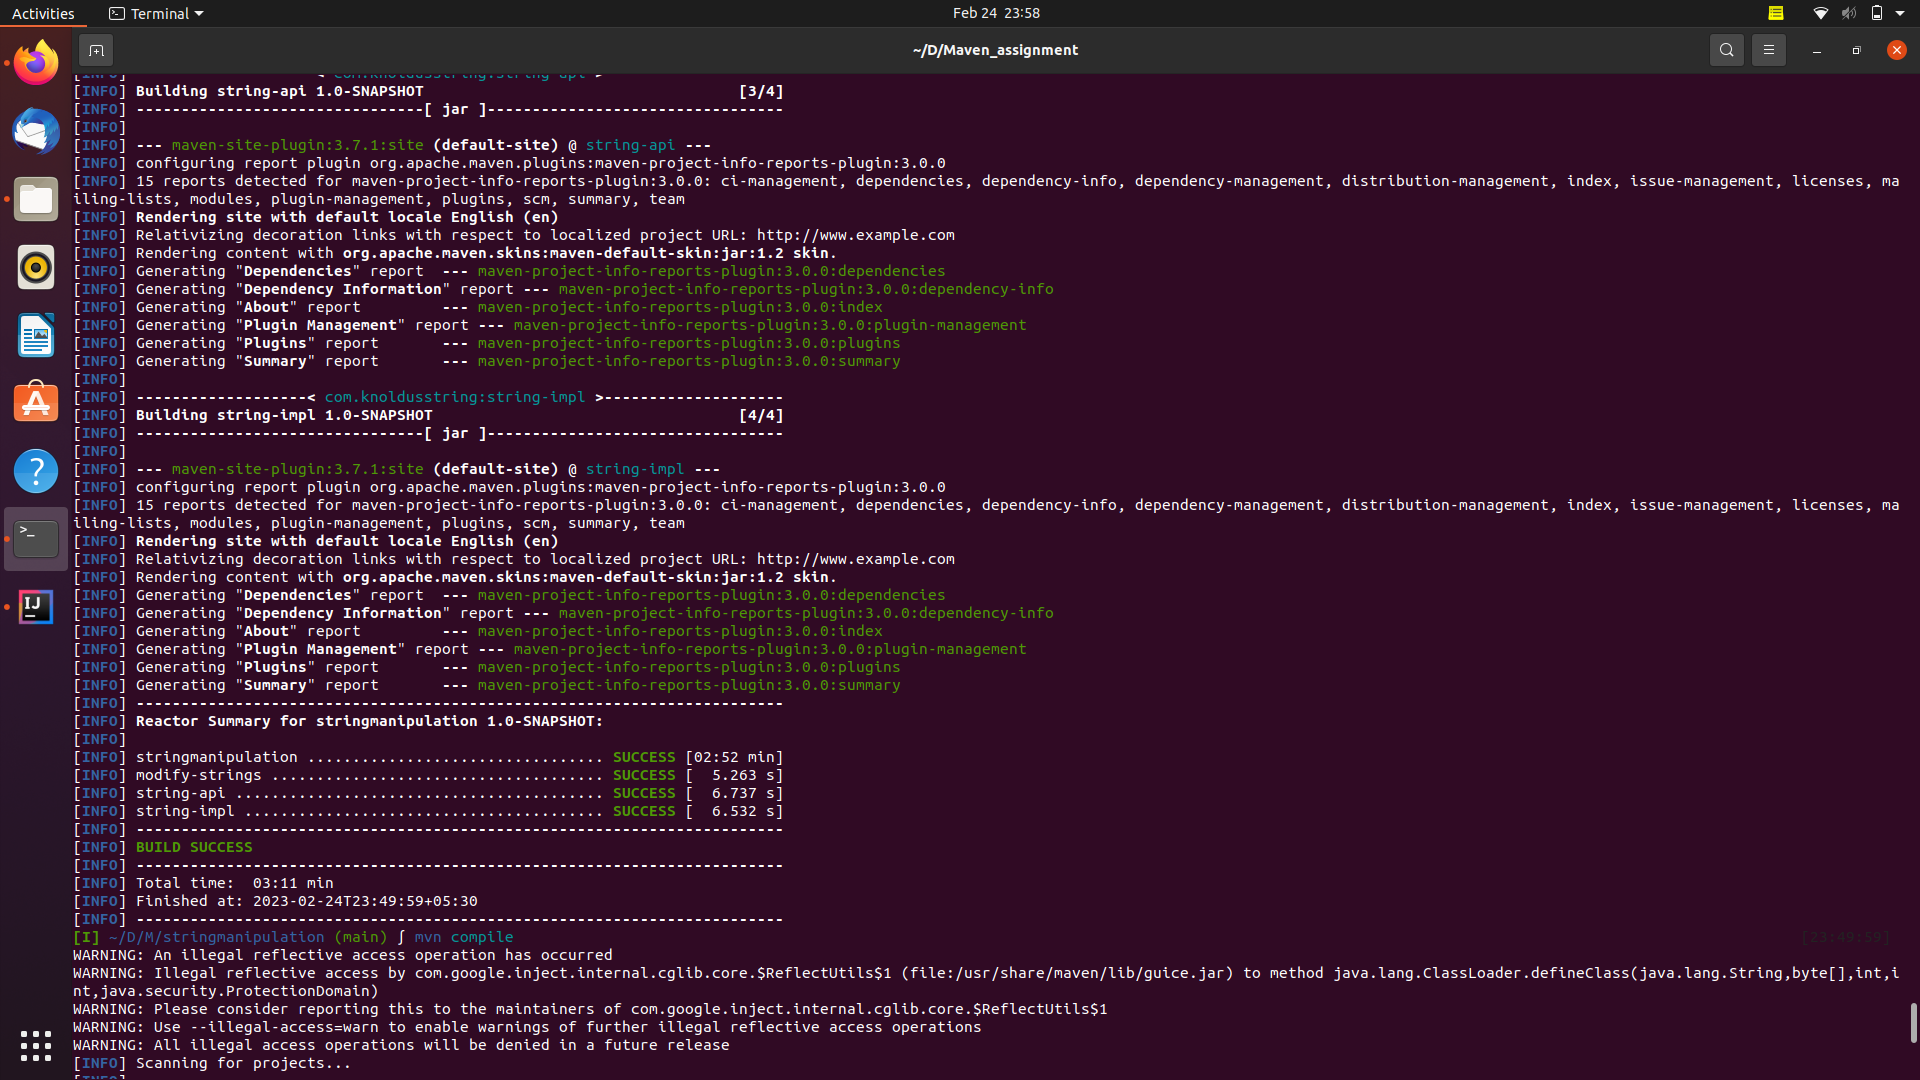 Activities
Terminal
Feb 24 23:58
~/D/Maven_assignment
[INFO] < com.knoldusstring:string-api >
[INFO] Building string-api 1.0-SNAPSHOT [3/4]
[INFO] --------------------------------[ jar ]---------------------------------
[INFO]
[INFO] --- maven-site-plugin:3.7.1:site (default-site) @ string-api ---
[INFO] configuring report plugin org.apache.maven.plugins:maven-project-info-reports-plugin:3.0.0
[INFO] 15 reports detected for maven-project-info-reports-plugin:3.0.0: ci-management, dependencies, dependency-info, dependency-management, distribution-management, index, issue-management, licenses, ma
iling-lists, modules, plugin-management, plugins, scm, summary, team
[INFO] Rendering site with default locale English (en)
[INFO] Relativizing decoration links with respect to localized project URL: http://www.example.com
[INFO] Rendering content with org.apache.maven.skins:maven-default-skin:jar:1.2 skin.
[INFO] Generating "Dependencies" report  --- maven-project-info-reports-plugin:3.0.0:dependencies
[INFO] Generating "Dependency Information" report --- maven-project-info-reports-plugin:3.0.0:dependency-info
[INFO] Generating "About" report         --- maven-project-info-reports-plugin:3.0.0:index
[INFO] Generating "Plugin Management" report --- maven-project-info-reports-plugin:3.0.0:plugin-management
[INFO] Generating "Plugins" report       --- maven-project-info-reports-plugin:3.0.0:plugins
[INFO] Generating "Summary" report       --- maven-project-info-reports-plugin:3.0.0:summary
[INFO]
[INFO] -------------------< com.knoldusstring:string-impl >--------------------
[INFO] Building string-impl 1.0-SNAPSHOT [4/4]
[INFO] --------------------------------[ jar ]---------------------------------
[INFO]
[INFO] --- maven-site-plugin:3.7.1:site (default-site) @ string-impl ---
[INFO] configuring report plugin org.apache.maven.plugins:maven-project-info-reports-plugin:3.0.0
[INFO] 15 reports detected for maven-project-info-reports-plugin:3.0.0: ci-management, dependencies, dependency-info, dependency-management, distribution-management, index, issue-management, licenses, ma
iling-lists, modules, plugin-management, plugins, scm, summary, team
[INFO] Rendering site with default locale English (en)
[INFO] Relativizing decoration links with respect to localized project URL: http://www.example.com
[INFO] Rendering content with org.apache.maven.skins:maven-default-skin:jar:1.2 skin.
[INFO] Generating "Dependencies" report  --- maven-project-info-reports-plugin:3.0.0:dependencies
[INFO] Generating "Dependency Information" report --- maven-project-info-reports-plugin:3.0.0:dependency-info
[INFO] Generating "About" report         --- maven-project-info-reports-plugin:3.0.0:index
[INFO] Generating "Plugin Management" report --- maven-project-info-reports-plugin:3.0.0:plugin-management
[INFO] Generating "Plugins" report       --- maven-project-info-reports-plugin:3.0.0:plugins
[INFO] Generating "Summary" report       --- maven-project-info-reports-plugin:3.0.0:summary
[INFO] ------------------------------------------------------------------------
[INFO] Reactor Summary for stringmanipulation 1.0-SNAPSHOT:
[INFO]
[INFO] stringmanipulation ................................. SUCCESS [02:52 min]
[INFO] modify-strings ..................................... SUCCESS [  5.263 s]
[INFO] string-api ......................................... SUCCESS [  6.737 s]
[INFO] string-impl ........................................ SUCCESS [  6.532 s]
[INFO] ------------------------------------------------------------------------
[INFO] BUILD SUCCESS
[INFO] ------------------------------------------------------------------------
[INFO] Total time:  03:11 min
[INFO] Finished at: 2023-02-24T23:49:59+05:30
[INFO] ------------------------------------------------------------------------
[I] ~/D/M/stringmanipulation (main) ∫ mvn compile [23:49:59]
WARNING: An illegal reflective access operation has occurred
WARNING: Illegal reflective access by com.google.inject.internal.cglib.core.$ReflectUtils$1 (file:/usr/share/maven/lib/guice.jar) to method java.lang.ClassLoader.defineClass(java.lang.String,byte[],int,i
nt,java.security.ProtectionDomain)
WARNING: Please consider reporting this to the maintainers of com.google.inject.internal.cglib.core.$ReflectUtils$1
WARNING: Use --illegal-access=warn to enable warnings of further illegal reflective access operations
WARNING: All illegal access operations will be denied in a future release
[INFO] Scanning for projects...
[INFO]